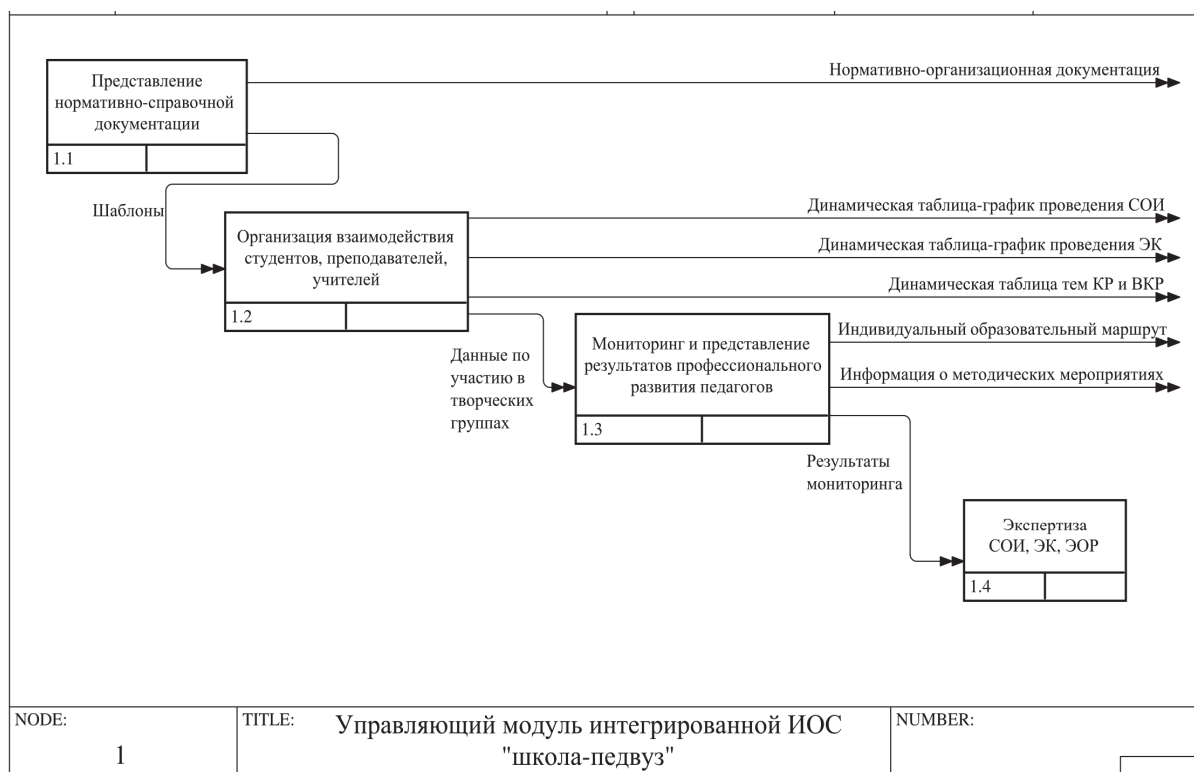 Представление
нормативно-справочной
документации
1.1
Нормативно-организационная документация
Шаблоны
Организация взаимодействия
студентов, преподавателей,
учителей
1.2
Динамическая таблица-график проведения СОИ
Динамическая таблица-график проведения ЭК
Динамическая таблица тем КР и ВКР
Данные по
участию в
творческих
группах
Мониторинг и представление
результатов профессионального
развития педагогов
1.3
Индивидуальный образовательный маршрут
Информация о методических мероприятиях
Результаты
мониторинга
Экспертиза
СОИ, ЭК, ЭОР
1.4
NODE:
1
TITLE:
Управляющий модуль интегрированной ИОС
"школа-педвуз"
NUMBER: